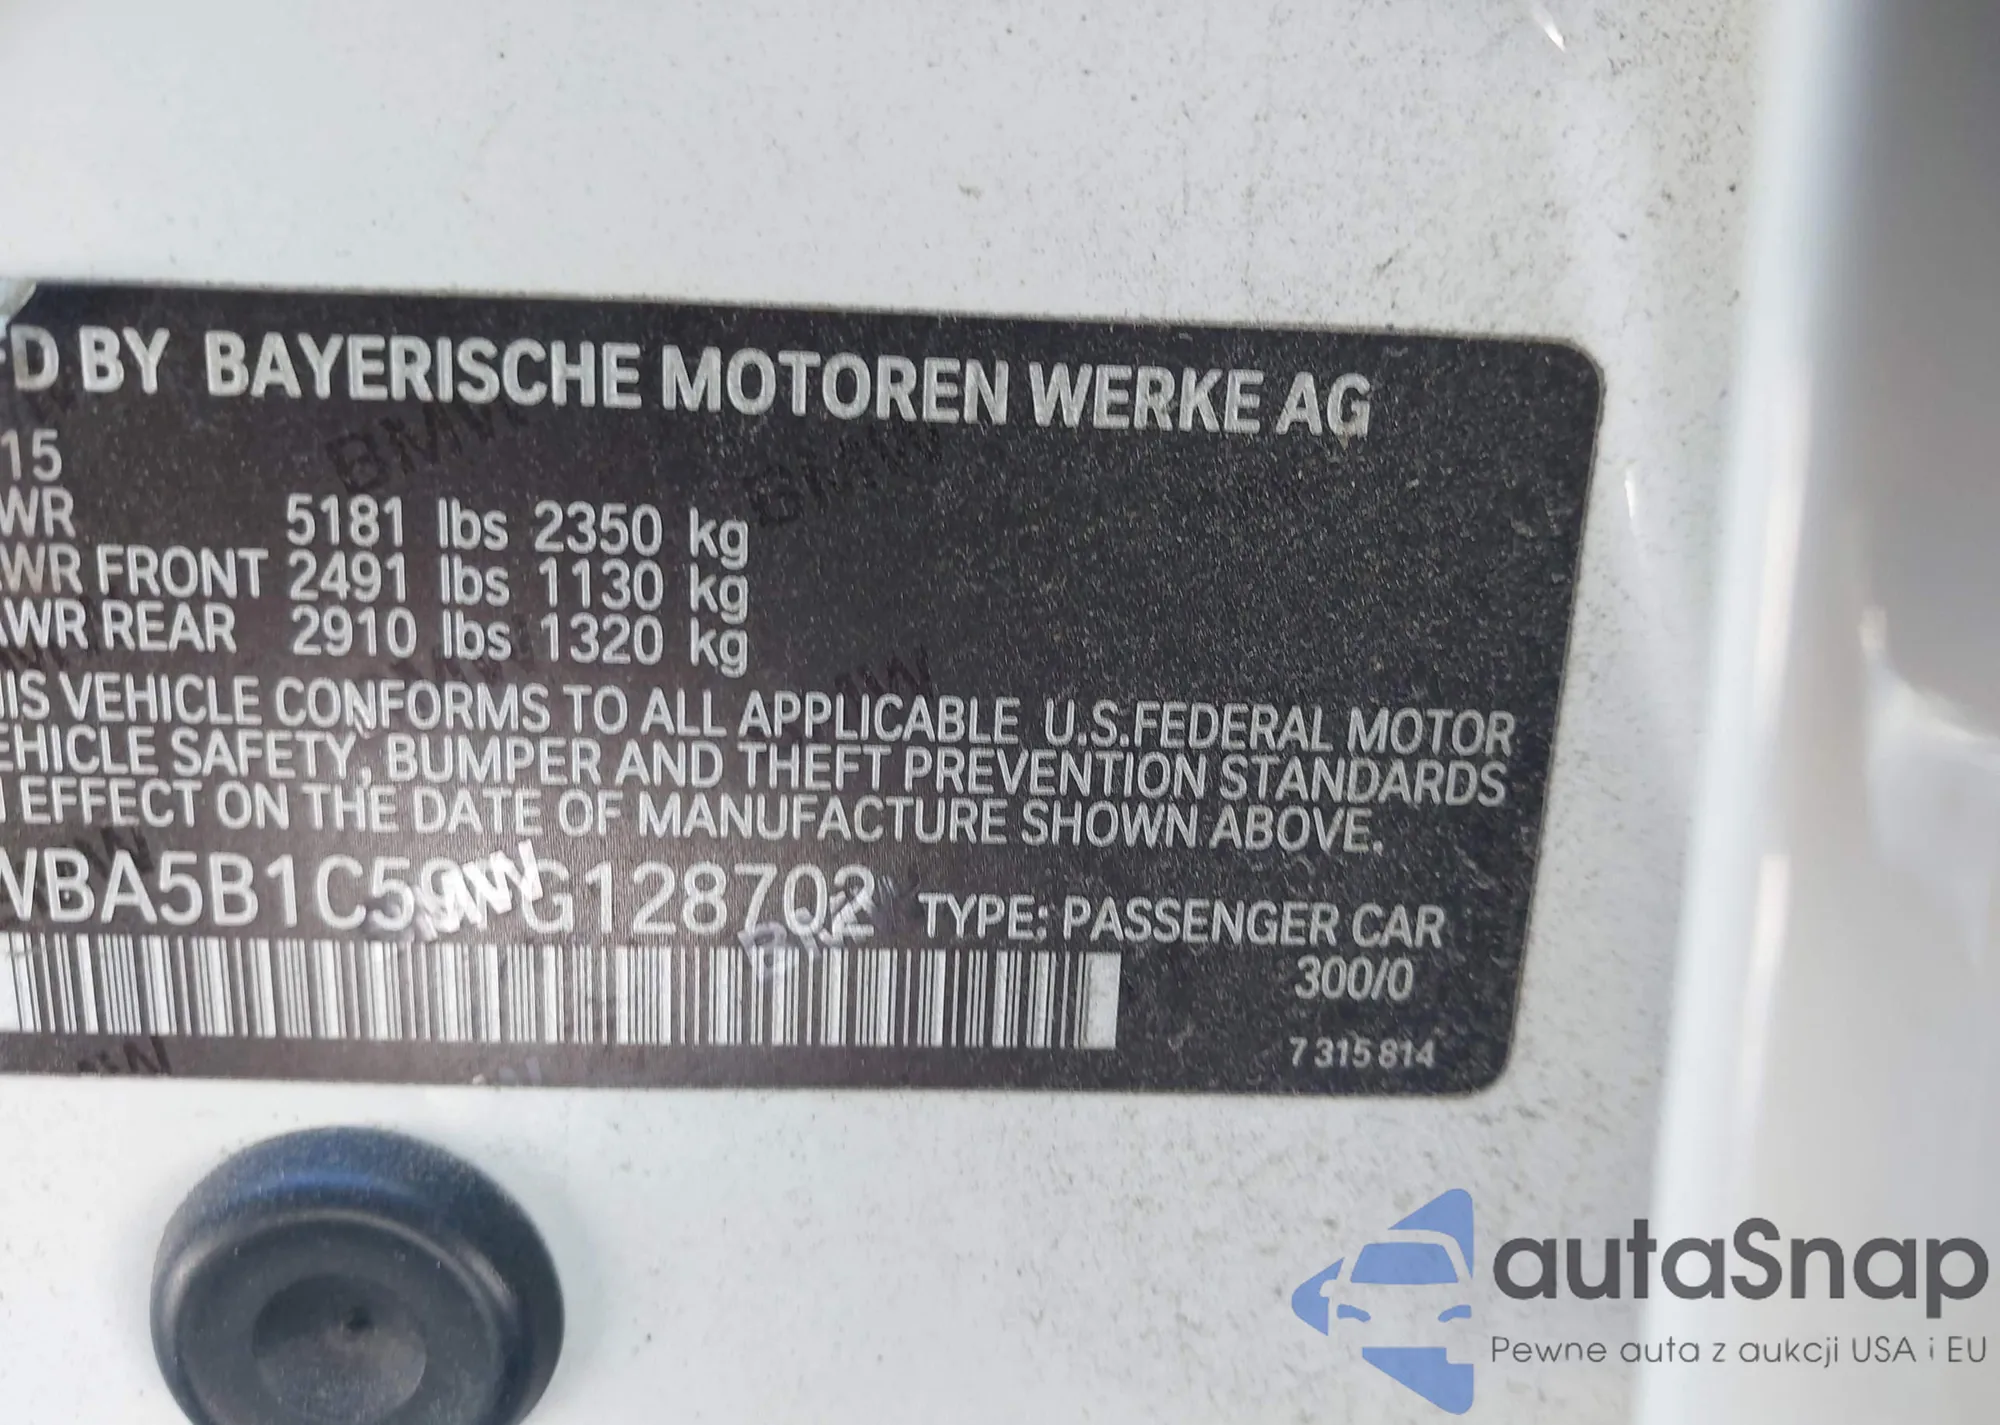 D BY BAYERISCHE MOTOREN WERKE AG
15
WR 5181 lbs 2350 kg
WR FRONT 2491 lbs 1130 kg
WR REAR 2910 lbs 1320 kg
IS VEHICLE CONFORMS TO ALL APPLICABLE U.S.FEDERAL MOTOR
EHICLE SAFETY, BUMPER AND THEFT PREVENTION STANDARDS
EFFECT ON THE DATE OF MANUFACTURE SHOWN ABOVE.
TYPE: PASSENGER CAR
300/0
7 315 814
autaSnap
Pewne auta z aukcji USA i EU